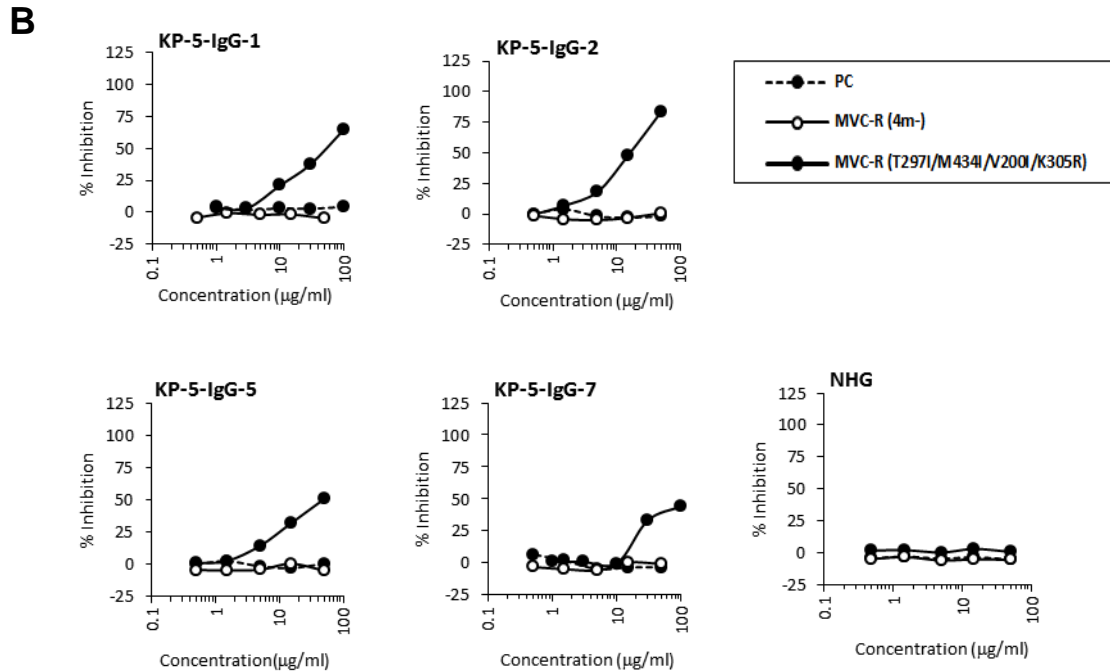 B
KP-5-IgG-1
125
100
75
50
25
0
-25
% Inhibition
0.1
1
10
100
Concentration (µg/ml)
KP-5-IgG-2
125
100
75
50
25
0
-25
% Inhibition
0.1
1
10
100
Concentration (µg/ml)
PC
MVC-R (4m-)
MVC-R (T297I/M434I/V200I/K305R)
KP-5-IgG-5
125
100
75
50
25
0
-25
% Inhibition
0.1
1
10
100
Concentration(µg/ml)
KP-5-IgG-7
125
100
75
50
25
0
-25
% Inhibition
0.1
1
10
100
Concentration (µg/ml)
NHG
125
100
75
50
25
0
-25
% Inhibition
0.1
1
10
100
Concentration (µg/ml)